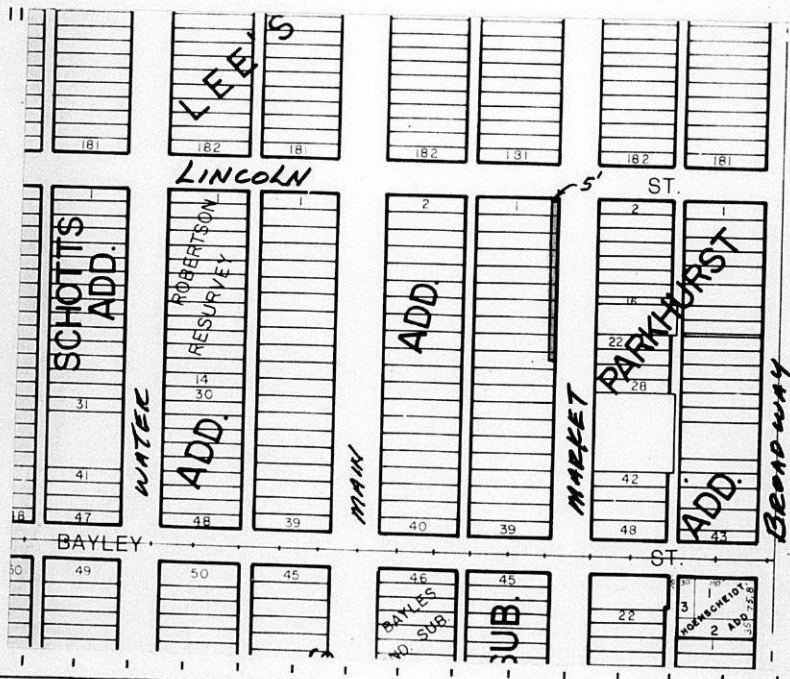 LEE'S
181
182
181
182
131
182
181
LINCOLN
ST.
5'
1
1
1
2
1
2
1
SCHOTTS
ADD.
ROBERTSON
RESURVEY
ADD.
PARKHURST
16
22
28
14
30
31
41
47
ADD.
48
39
40
39
42
48
ADD.
43
WATER
MAIN
MARKET
BROADWAY
BAYLEY
ST.
49
50
45
46
45
BAYLES
SUB.
SUB.
22
3
2
HOENSCHEIDT
ADD